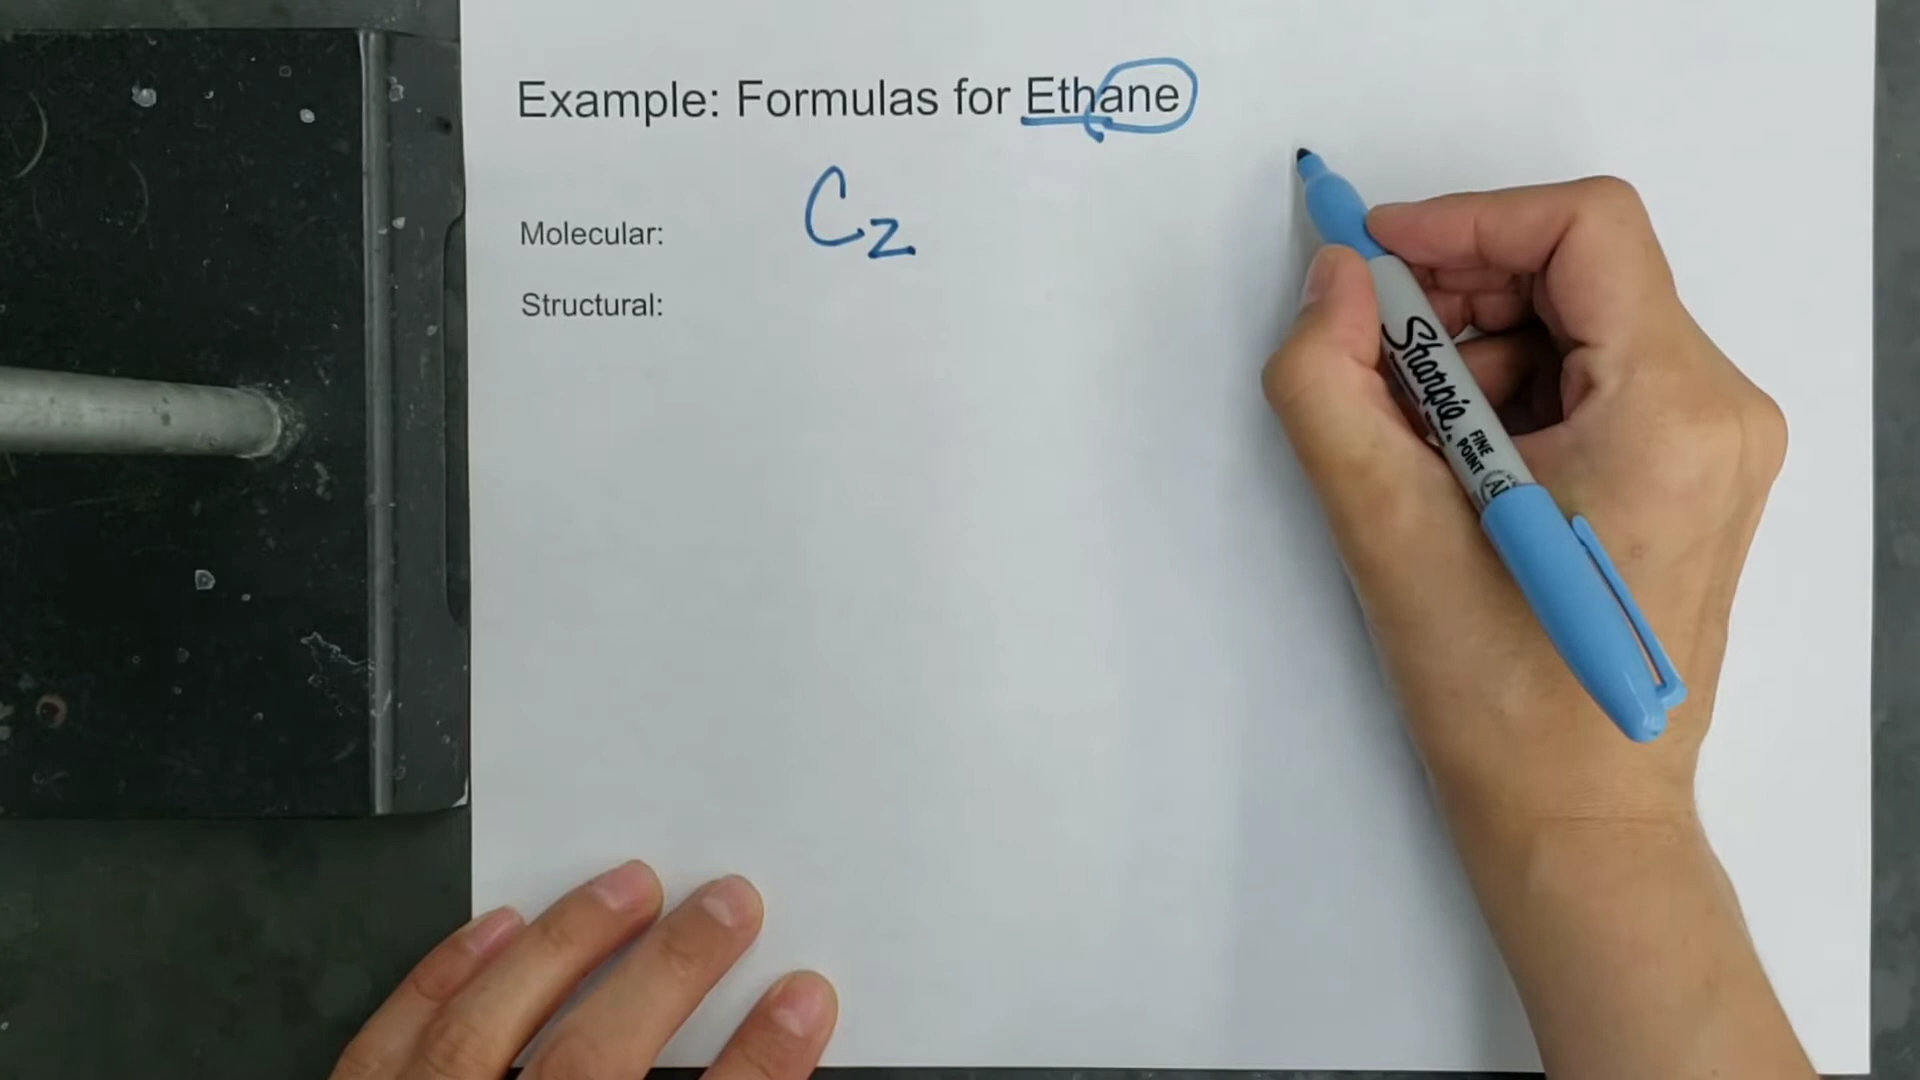 Example: Formulas for Ethane
C2
Molecular:
Structural:
Sharpie.
FINE
POINT